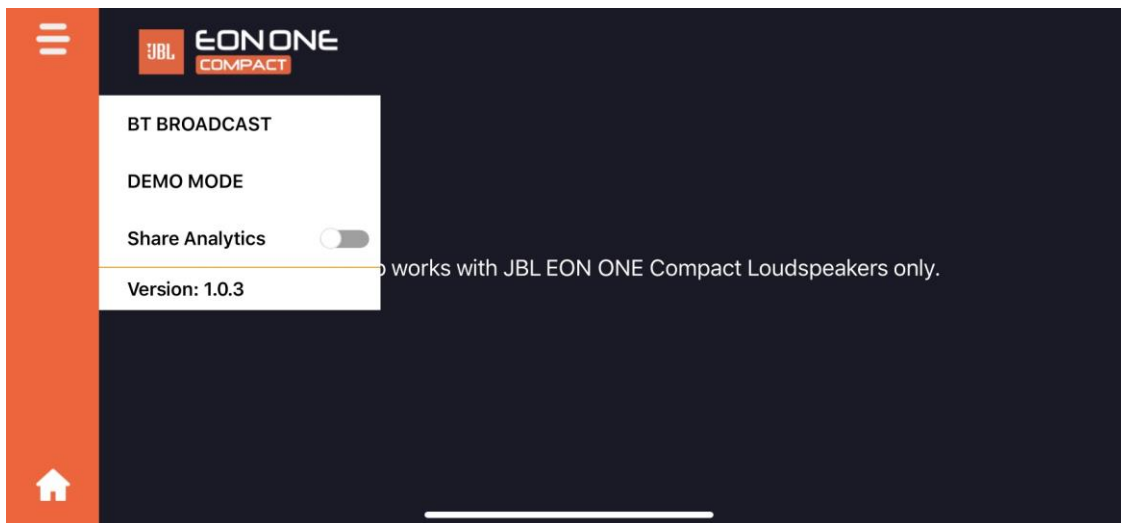 JBL EON ONE
COMPACT
BT BROADCAST
DEMO MODE
Share Analytics
works with JBL EON ONE Compact Loudspeakers only.
Version: 1.0.3